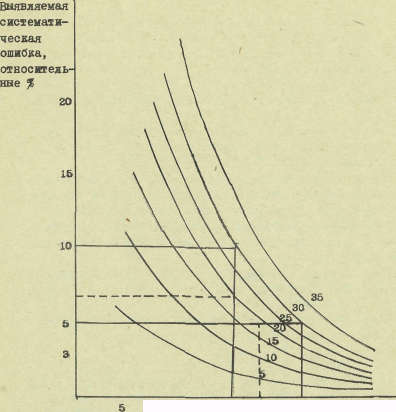 Выявляемая
системати-
ческая
ошибка,
относитель-
ные %
20
15
10
5
3
35
30
25
20
15
10
5
5